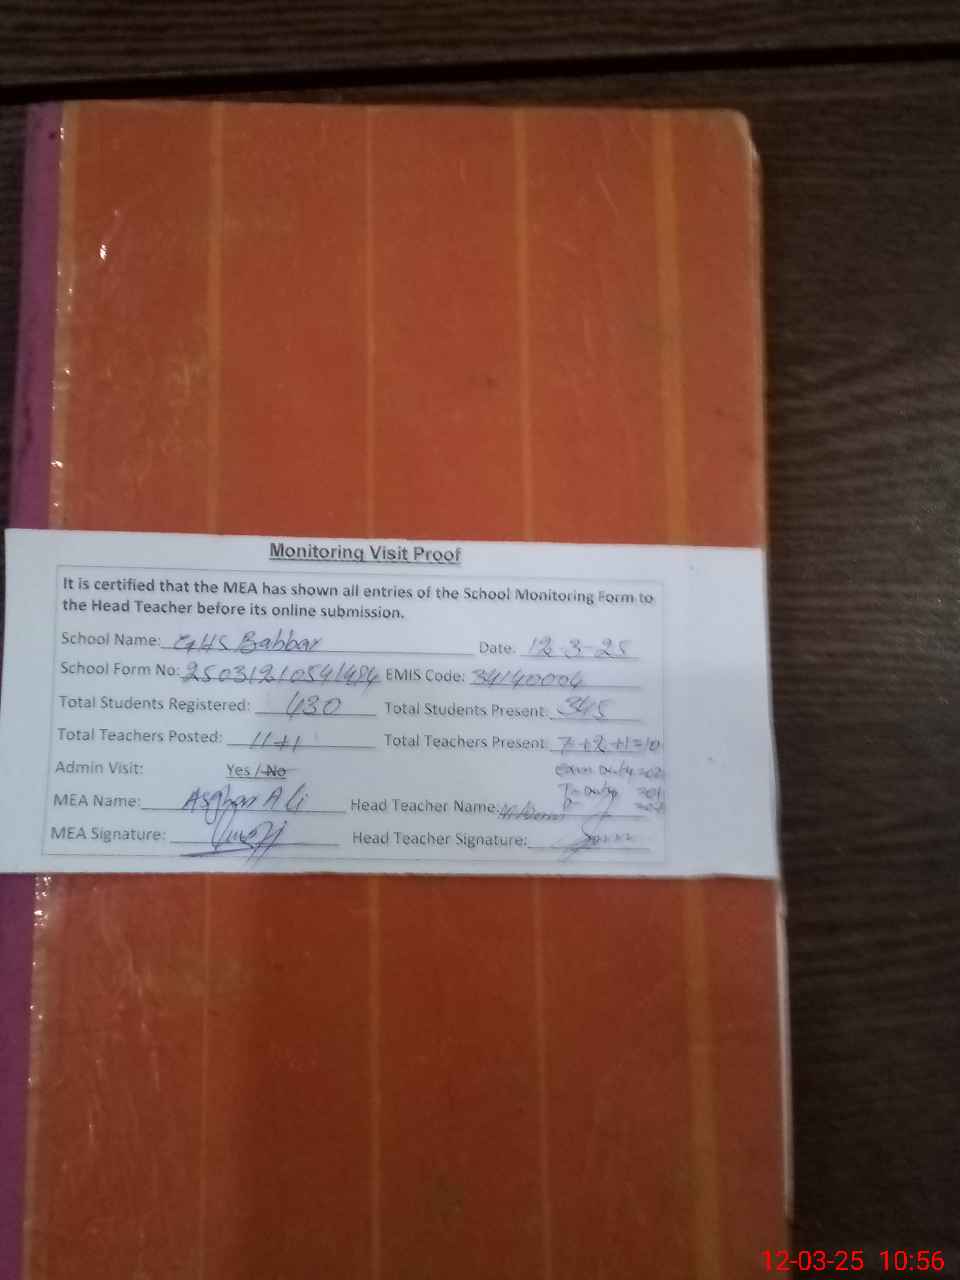 Monitoring Visit Proof
It is certified that the MEA has shown all entries of the School Monitoring Form to
the Head Teacher before its online submission.
School Name: GHS Babbar Date. 12-3-25
School Form No: EMIS Code: 34140004
Total Students Registered: 430 Total Students Present: 345
Total Teachers Posted: 11+1 Total Teachers Present: 7+2+1=10
Admin Visit: Yes / No
MEA Name: Asghar Ali Head Teacher Name:
MEA Signature: Head Teacher Signature:
12-03-25 10:56